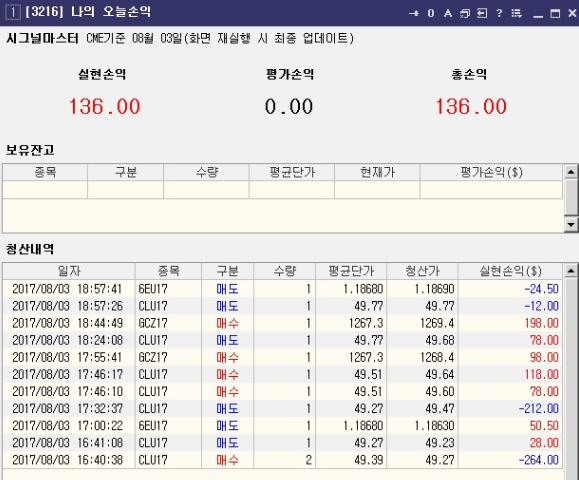 1 [3216] 나의 오늘손익 0 A ?
시그널마스터 CME기준 08월 03일(화면 재실행 시 최종 업데이트)
실현손익 평가손익 총손익
136.00 0.00 136.00
보유잔고
종목 구분 수량 평균단가 현재가 평가손익($)
청산내역
일자 종목 구분 수량 평균단가 청산가 실현손익($)
2017/08/03 18:57:41 6EU17 매도 1 1.18680 1.18690 -24.50
2017/08/03 18:57:26 CLU17 매도 1 49.77 49.77 -12.00
2017/08/03 18:44:49 GCZ17 매수 1 1267.3 1269.4 198.00
2017/08/03 18:24:08 CLU17 매도 1 49.77 49.68 78.00
2017/08/03 17:55:41 GCZ17 매수 1 1267.3 1268.4 98.00
2017/08/03 17:46:17 CLU17 매수 1 49.51 49.64 118.00
2017/08/03 17:46:10 CLU17 매수 1 49.51 49.60 78.00
2017/08/03 17:32:37 CLU17 매도 1 49.27 49.47 -212.00
2017/08/03 17:00:22 6EU17 매도 1 1.18680 1.18630 50.50
2017/08/03 16:41:08 CLU17 매도 1 49.27 49.23 28.00
2017/08/03 16:40:38 CLU17 매수 2 49.39 49.27 -264.00